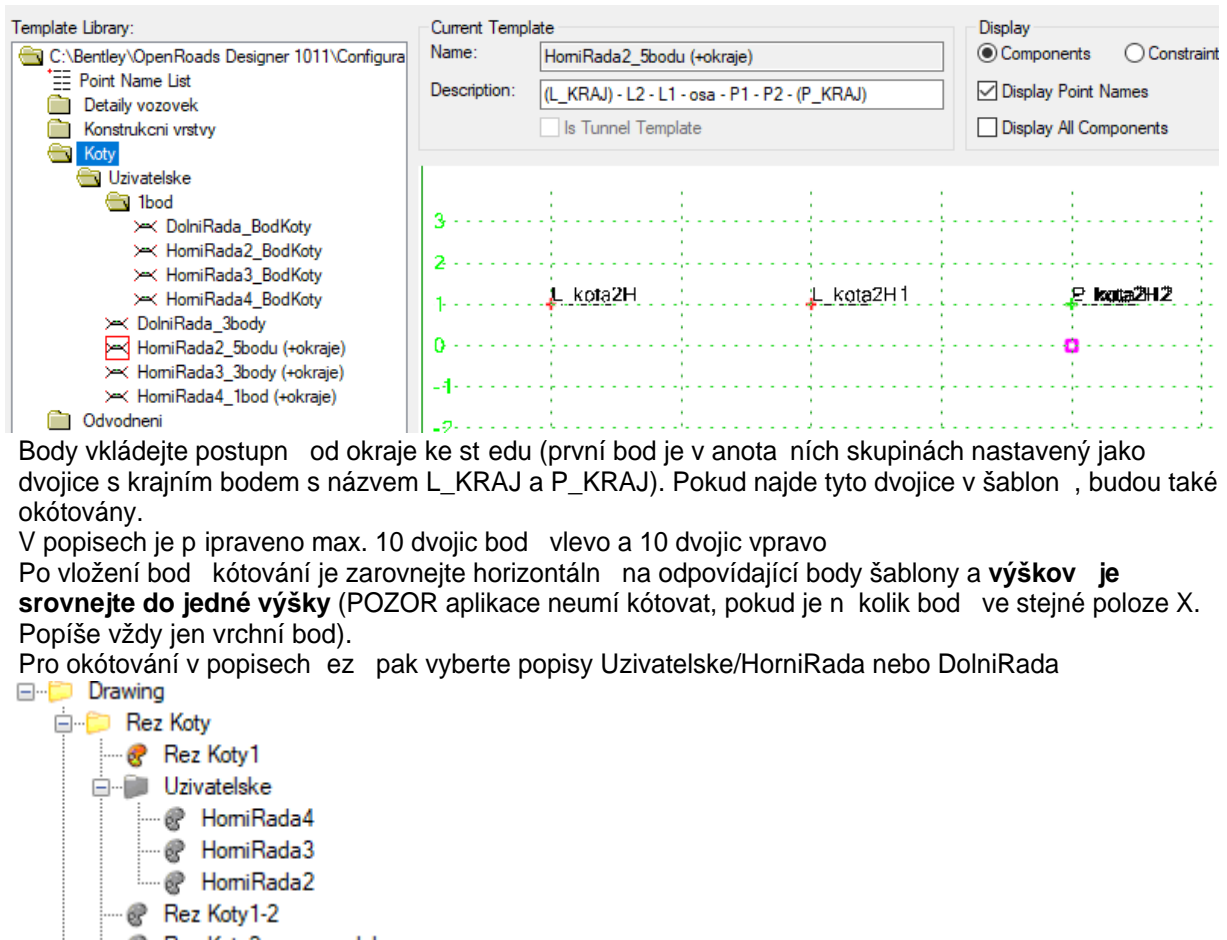 Template Library:
C:\Bentley\OpenRoads Designer 1011\Configura
Point Name List
Detaily vozovek
Konstrukcni vrstvy
Koty
Uzivatelske
1bod
DolniRada_BodKoty
HorniRada2_BodKoty
HorniRada3_BodKoty
HorniRada4_BodKoty
DolniRada_3body
HorniRada2_5bodu (+okraje)
HorniRada3_3body (+okraje)
HorniRada4_1bod (+okraje)
Odvodneni
Current Template
Name: HorniRada2_5bodu (+okraje)
Description: (L_KRAJ) - L2 - L1 - osa - P1 - P2 - (P_KRAJ)
Is Tunnel Template
Display
Components Constraint
Display Point Names
Display All Components
3
2
1
0
-1
-2
L_kota2H L_kota2H1
Body vkládejte postupn od okraje ke st edu (první bod je v anota ních skupinách nastavený jako
dvojice s krajním bodem s názvem L_KRAJ a P_KRAJ). Pokud najde tyto dvojice v šablon , budou také
okótovány.
V popisech je p ipraveno max. 10 dvojic bod vlevo a 10 dvojic vpravo
Po vložení bod kótování je zarovnejte horizontáln na odpovídající body šablony a výškov je
srovnejte do jedné výšky (POZOR aplikace neumí kótovat, pokud je n kolik bod ve stejné poloze X.
Popíše vždy jen vrchní bod).
Pro okótování v popisech ez pak vyberte popisy Uzivatelske/HorniRada nebo DolniRada
Drawing
Rez Koty
Rez Koty1
Uzivatelske
HorniRada4
HorniRada3
HorniRada2
Rez Koty1-2